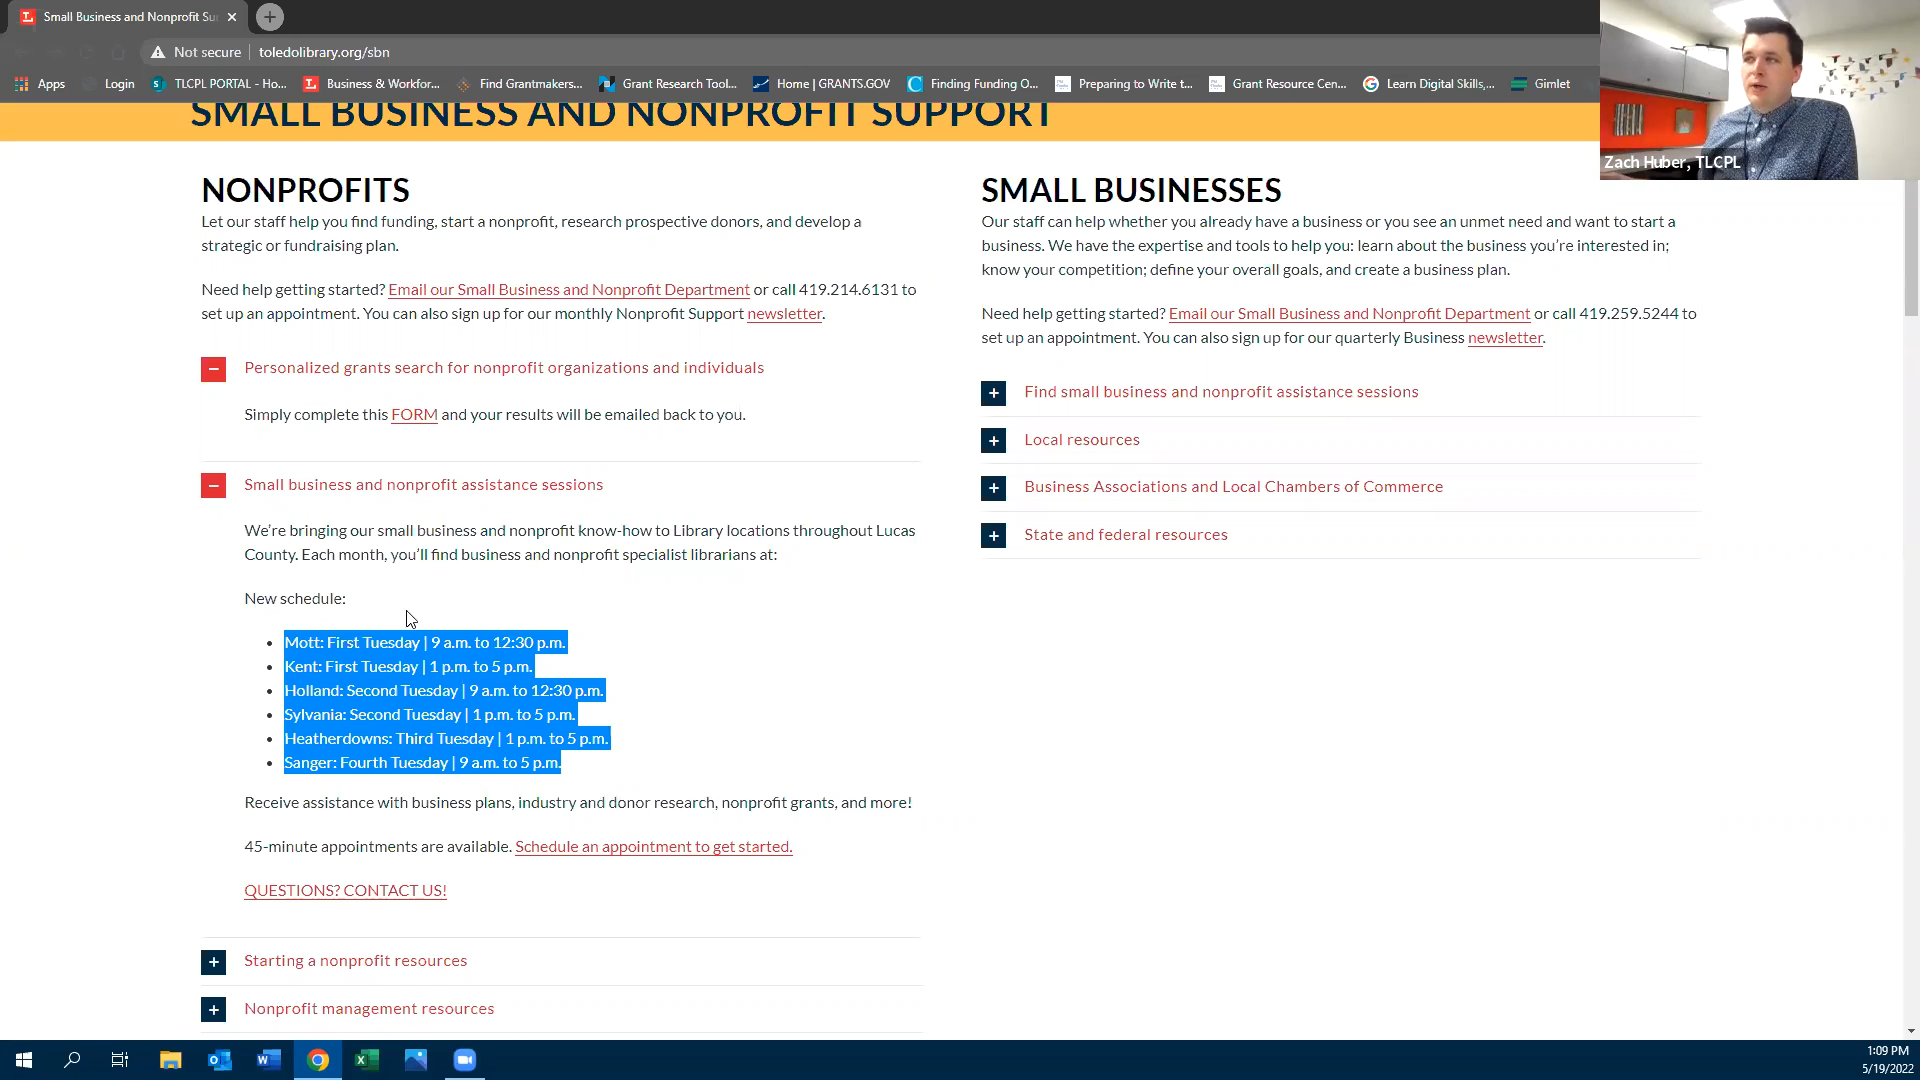 Small Business and Nonprofit Su
Not secure | toledolibrary.org/sbn
Apps Login TLCPL PORTAL - Ho... Business & Workfor... Find Grantmakers... Grant Research Tool... Home | GRANTS.GOV Finding Funding O... Preparing to Write t... Grant Resource Cen... Learn Digital Skills,... Gimlet
Zach Huber, TLCPL
SMALL BUSINESS AND NONPROFIT SUPPORT
NONPROFITS
Let our staff help you find funding, start a nonprofit, research prospective donors, and develop a
strategic or fundraising plan.
Need help getting started? Email our Small Business and Nonprofit Department or call 419.214.6131 to
set up an appointment. You can also sign up for our monthly Nonprofit Support newsletter.
Personalized grants search for nonprofit organizations and individuals
Simply complete this FORM and your results will be emailed back to you.
Small business and nonprofit assistance sessions
We're bringing our small business and nonprofit know-how to Library locations throughout Lucas
County. Each month, you'll find business and nonprofit specialist librarians at:
New schedule:
• Mott: First Tuesday | 9 a.m. to 12:30 p.m.
• Kent: First Tuesday | 1 p.m. to 5 p.m.
• Holland: Second Tuesday | 9 a.m. to 12:30 p.m.
• Sylvania: Second Tuesday | 1 p.m. to 5 p.m.
• Heatherdowns: Third Tuesday | 1 p.m. to 5 p.m.
• Sanger: Fourth Tuesday | 9 a.m. to 5 p.m.
Receive assistance with business plans, industry and donor research, nonprofit grants, and more!
45-minute appointments are available. Schedule an appointment to get started.
QUESTIONS? CONTACT US!
Starting a nonprofit resources
Nonprofit management resources
SMALL BUSINESSES
Our staff can help whether you already have a business or you see an unmet need and want to start a
business. We have the expertise and tools to help you: learn about the business you're interested in;
know your competition; define your overall goals, and create a business plan.
Need help getting started? Email our Small Business and Nonprofit Department or call 419.259.5244 to
set up an appointment. You can also sign up for our quarterly Business newsletter.
Find small business and nonprofit assistance sessions
Local resources
Business Associations and Local Chambers of Commerce
State and federal resources
1:09 PM
5/19/2022